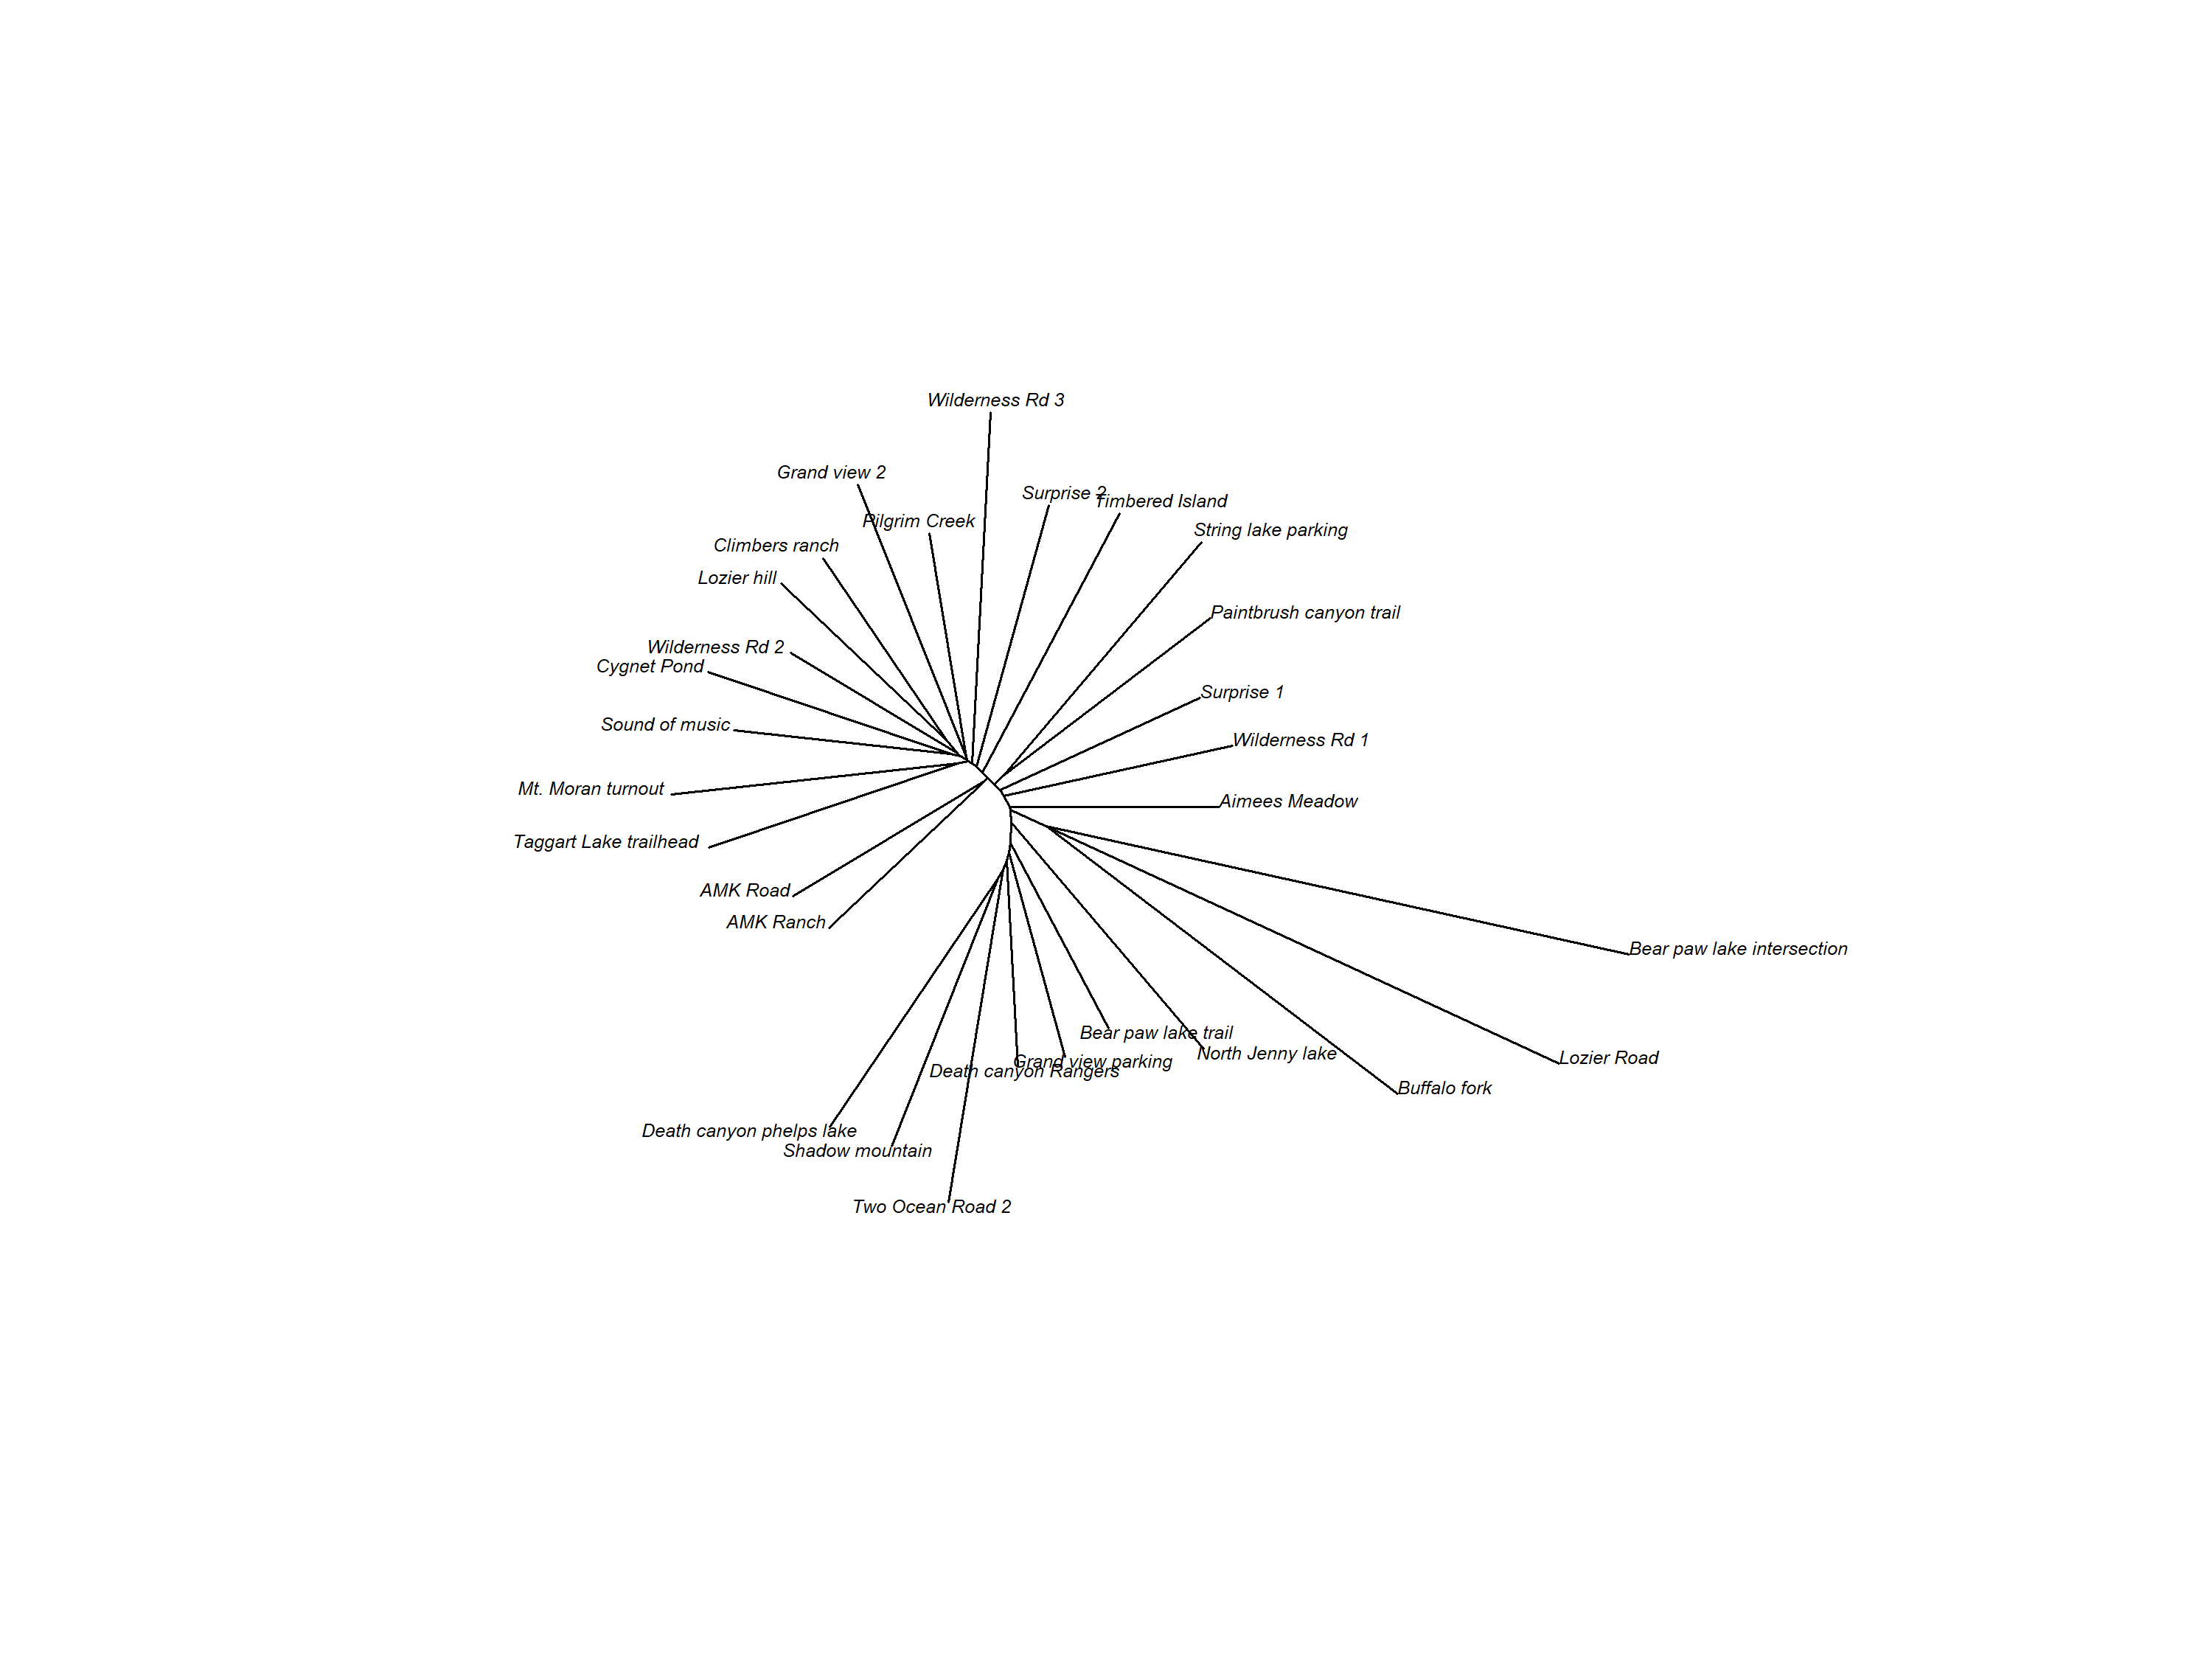 Wilderness Rd 3
Grand view 2
Surprise 2
Timbered Island
Pilgrim Creek
String lake parking
Climbers ranch
Lozier hill
Paintbrush canyon trail
Wilderness Rd 2
Cygnet Pond
Surprise 1
Sound of music
Wilderness Rd 1
Mt. Moran turnout
Aimees Meadow
Taggart Lake trailhead
AMK Road
AMK Ranch
Bear paw lake intersection
Bear paw lake trail
North Jenny lake
Lozier Road
Grand view parking
Death canyon Rangers
Buffalo fork
Death canyon phelps lake
Shadow mountain
Two Ocean Road 2